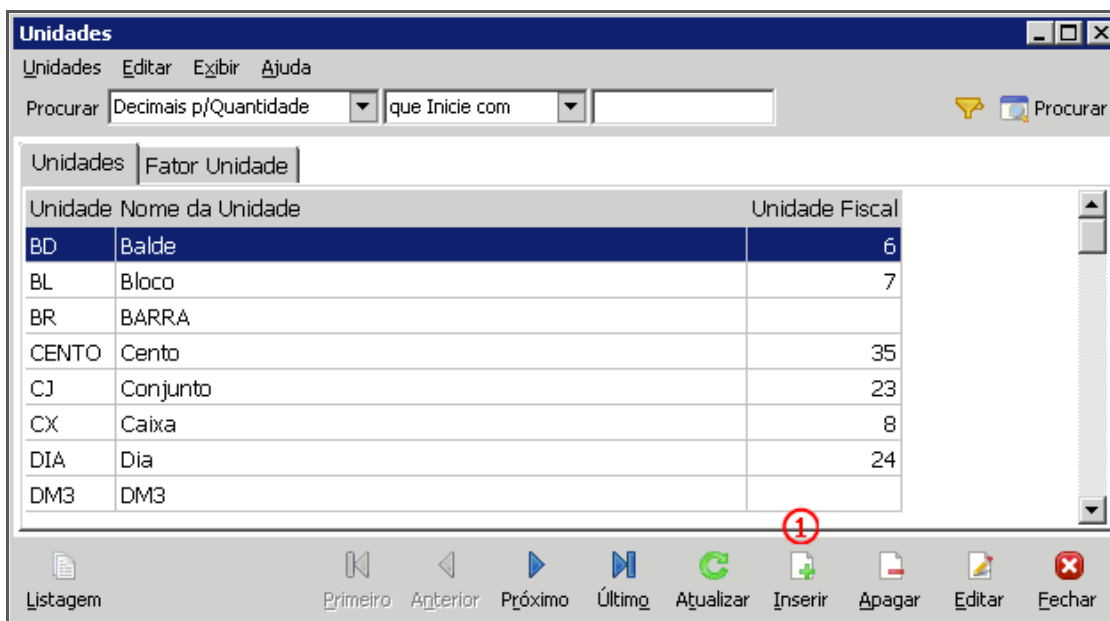 Unidades
Unidades Editar Exibir Ajuda
Procurar Decimais p/Quantidade que Inicie com Procurar
Unidades Fator Unidade
Unidade Nome da Unidade Unidade Fiscal
BD Balde 6
BL Bloco 7
BR BARRA
CENTO Cento 35
CJ Conjunto 23
CX Caixa 8
DIA Dia 24
DM3 DM3
1
Listagem Primeiro Anterior Próximo Último Atualizar Inserir Apagar Editar Fechar